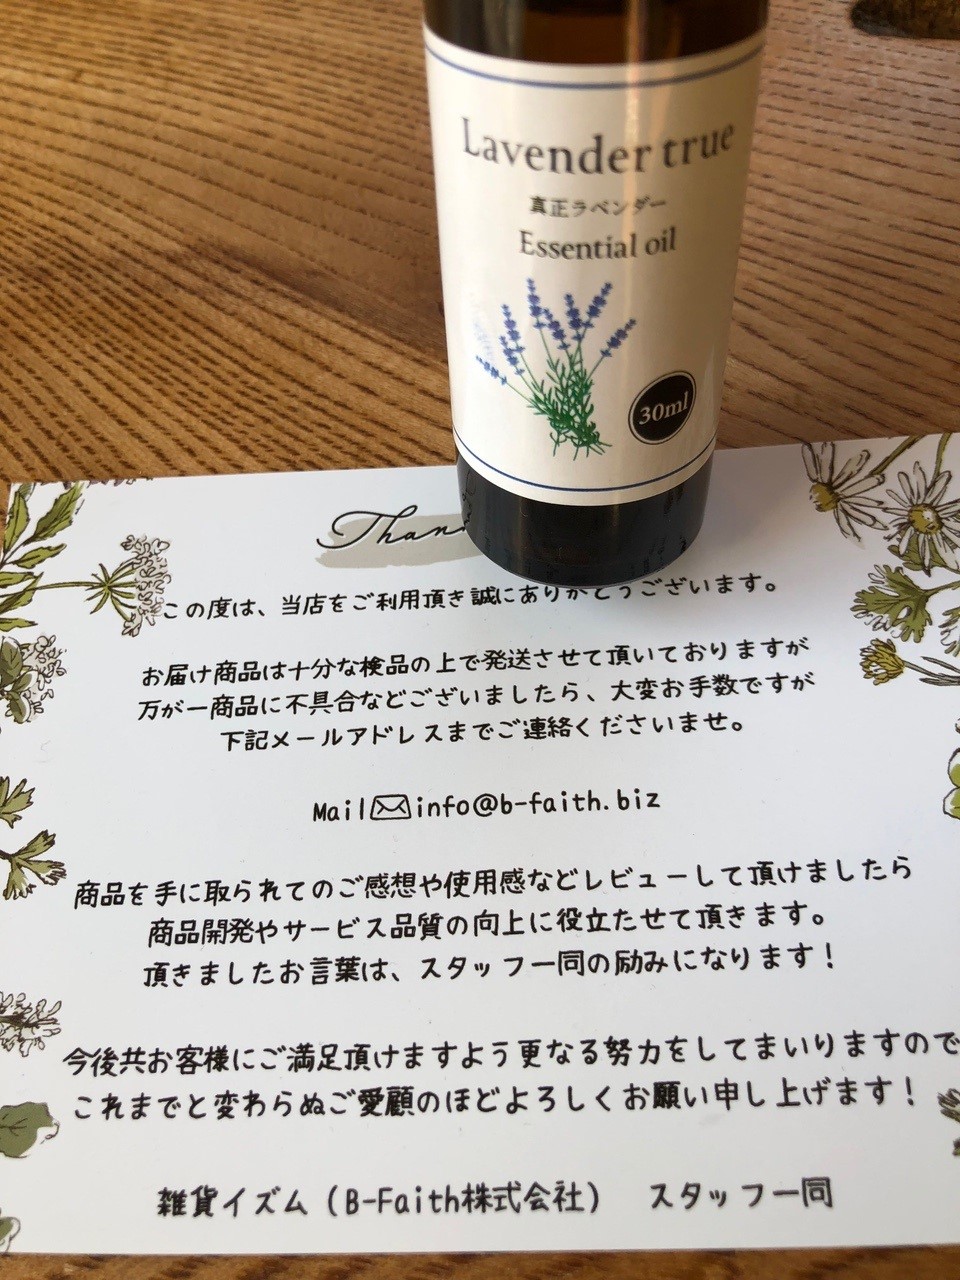 Lavender true
真正ラベンダー
Essential oil
30ml
この度は、当店をご利用頂き誠にありがとうございます。
お届け商品は十分な検品の上で発送させて頂いておりますが
万が一商品に不具合などございましたら、大変お手数ですが
下記メールアドレスまでご連絡くださいませ。
Mail✉info@b-faith.biz
商品を手に取られてのご感想や使用感などレビューして頂けましたら
商品開発やサービス品質の向上に役立たせて頂きます。
頂きましたお言葉は、スタッフ一同の励みになります！
今後共お客様にご満足頂けますよう更なる努力をしてまいりますので
これまでと変わらぬご愛顧のほどよろしくお願い申し上げます！
雑貨イズム（B-Faith株式会社） スタッフ一同